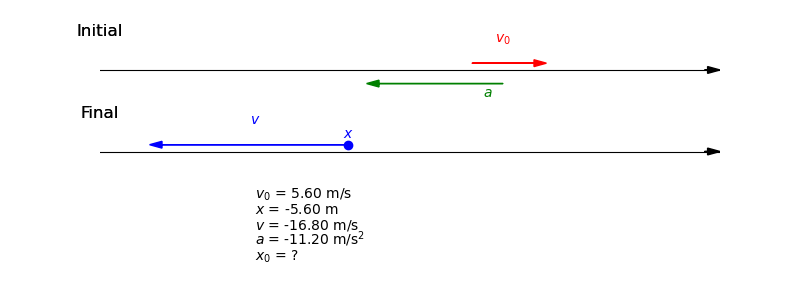 Initial
v₀
a
Final
v
x
v₀ = 5.60 m/s
x = -5.60 m
v = -16.80 m/s
a = -11.20 m/s²
x₀ = ?